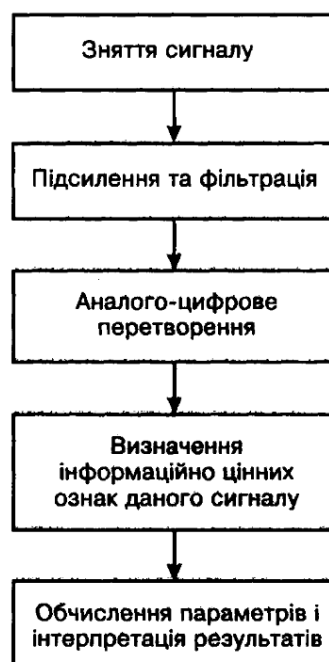 Зняття сигналу
Підсилення та фільтрація
Аналого-цифрове
перетворення
Визначення
інформаційно цінних
ознак даного сигналу
Обчислення параметрів і
інтерпретація результатів